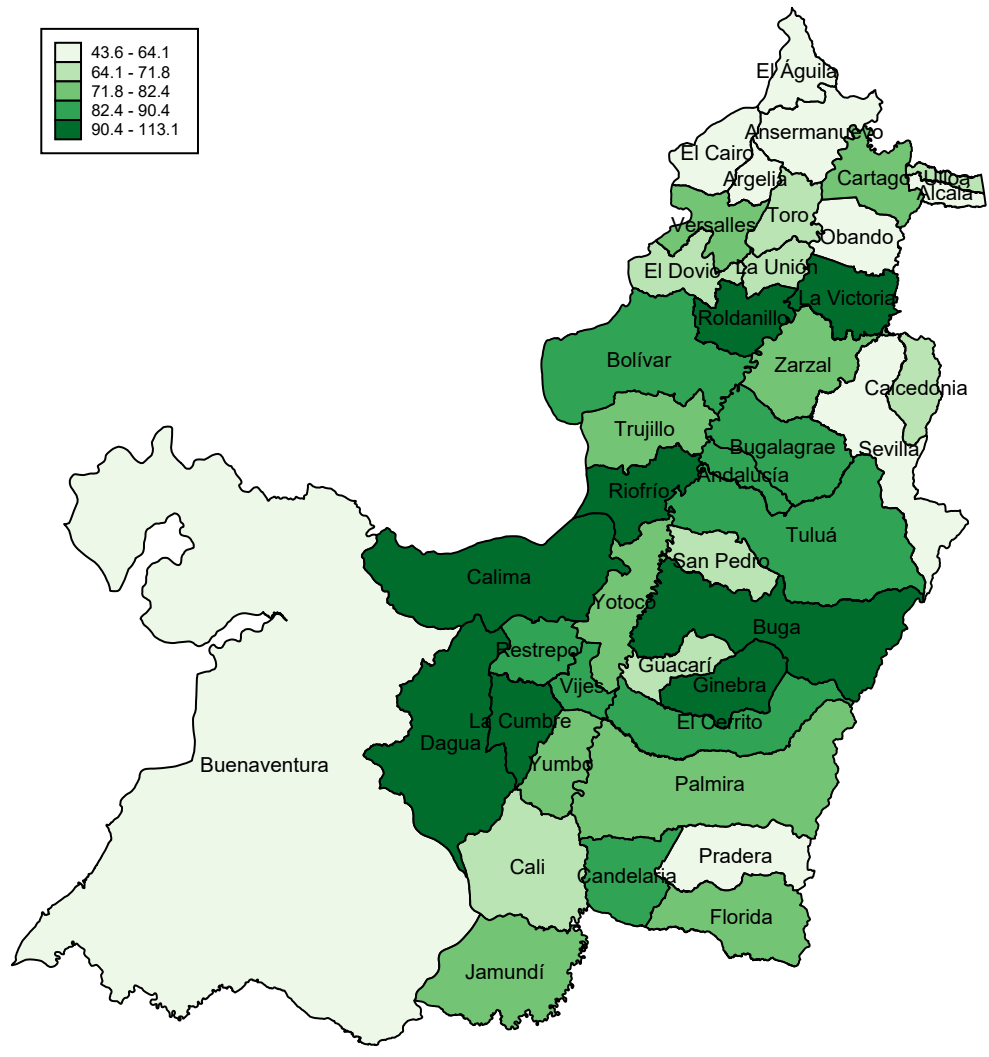 43.6 - 64.1
64.1 - 71.8
71.8 - 82.4
82.4 - 90.4
90.4 - 113.1
El Águila
Ansermanuevo
El Cairo
Argelia
Cartago
Ulloa
Alcala
Versalles
Toro
Obando
El Dovio
La Unión
La Victoria
Roldanillo
Bolívar
Zarzal
Calcedonia
Trujillo
Bugalagrae
Sevilla
Andalucía
Riofrío
Tuluá
San Pedro
Calima
Yotoco
Buga
Restrepo
Guacarí
Vijes
Ginebra
La Cumbre
El Cerrito
Dagua
Buenaventura
Yumbo
Palmira
Pradera
Cali
Candelaria
Florida
Jamundí